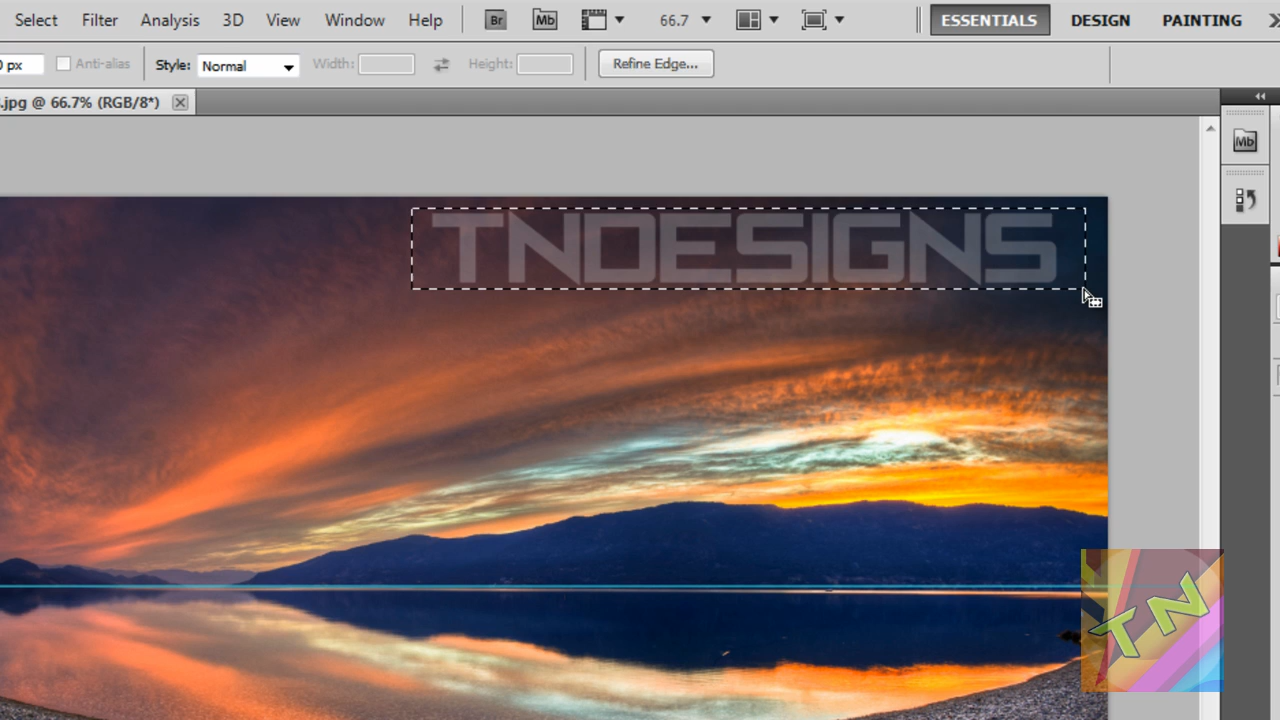 Select Filter Analysis 3D View Window Help Br Mb 66.7 ESSENTIALS DESIGN PAINTING
px Anti-alias Style: Normal Width: Height: Refine Edge...
.jpg @ 66.7% (RGB/8*)
Mb
TNDESIGNS
TN